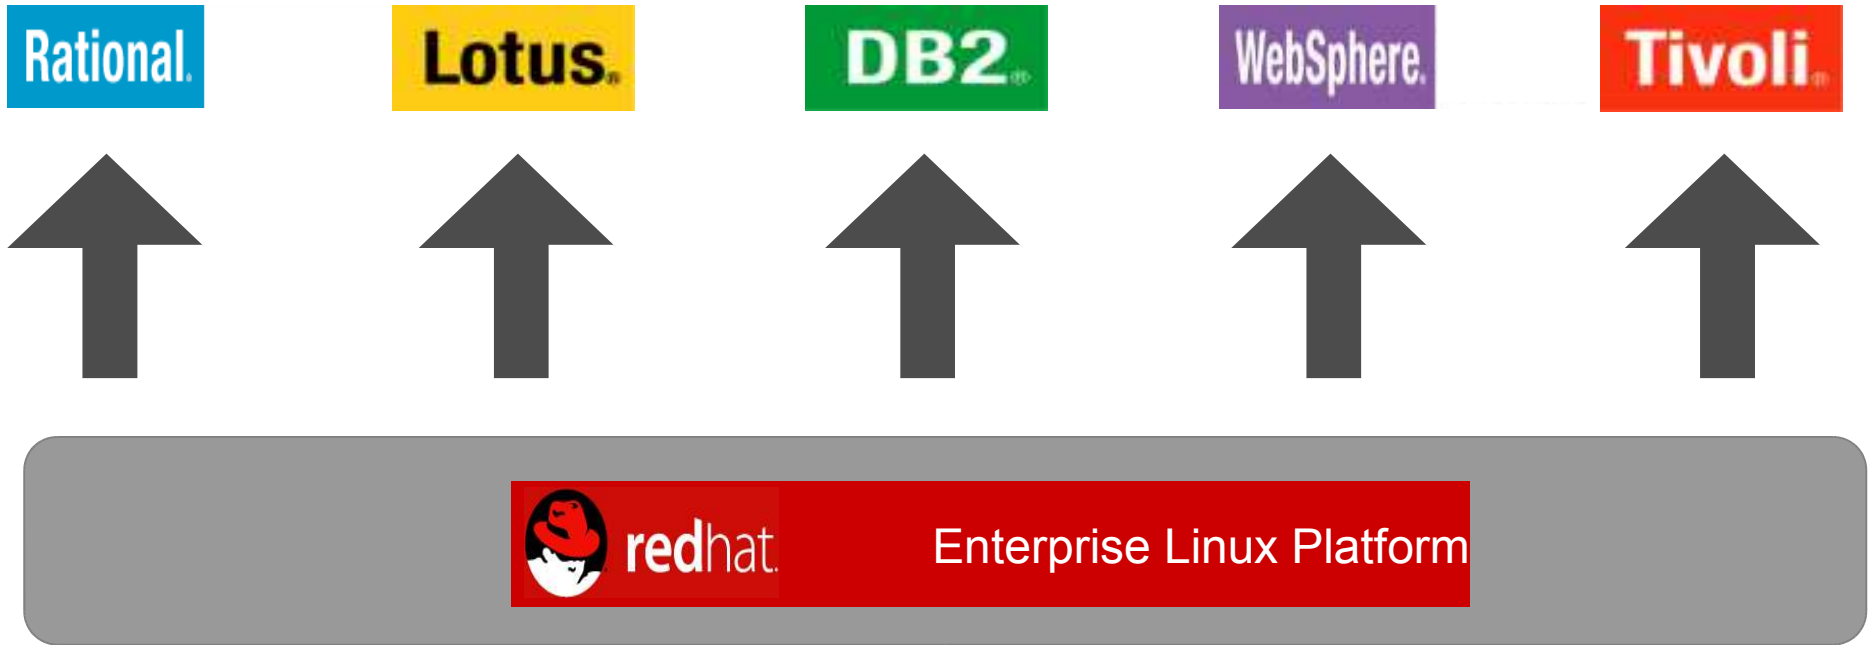 Rational®
Lotus®
DB2®
WebSphere®
Tivoli®
redhat.
Enterprise Linux Platform